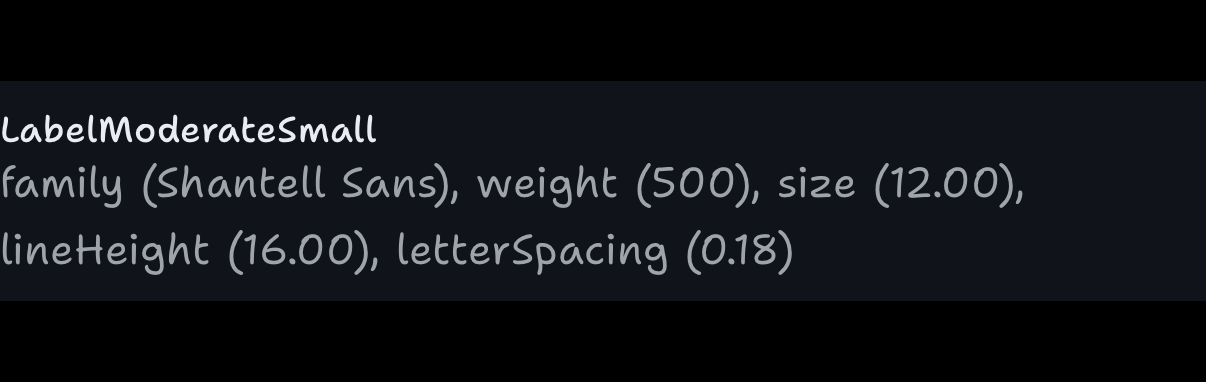 LabelModerateSmall
family (Shantell Sans), weight (500), size (12.00),
lineHeight (16.00), letterSpacing (0.18)